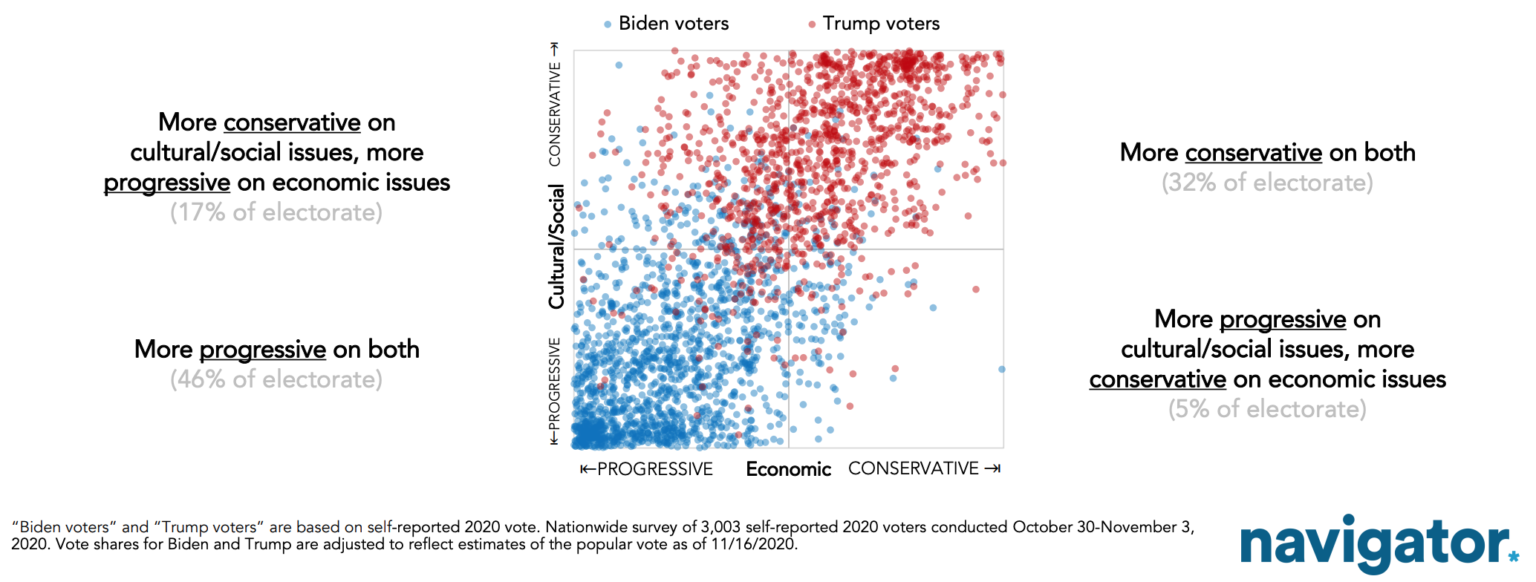 Biden voters
Trump voters
More conservative on
cultural/social issues, more
progressive on economic issues
(17% of electorate)
More progressive on both
(46% of electorate)
Cultural/Social
CONSERVATIVE →|
|←PROGRESSIVE
|←PROGRESSIVE
Economic
CONSERVATIVE →|
More conservative on both
(32% of electorate)
More progressive on
cultural/social issues, more
conservative on economic issues
(5% of electorate)
“Biden voters” and “Trump voters” are based on self-reported 2020 vote. Nationwide survey of 3,003 self-reported 2020 voters conducted October 30-November 3,
2020. Vote shares for Biden and Trump are adjusted to reflect estimates of the popular vote as of 11/16/2020.
navigator.*